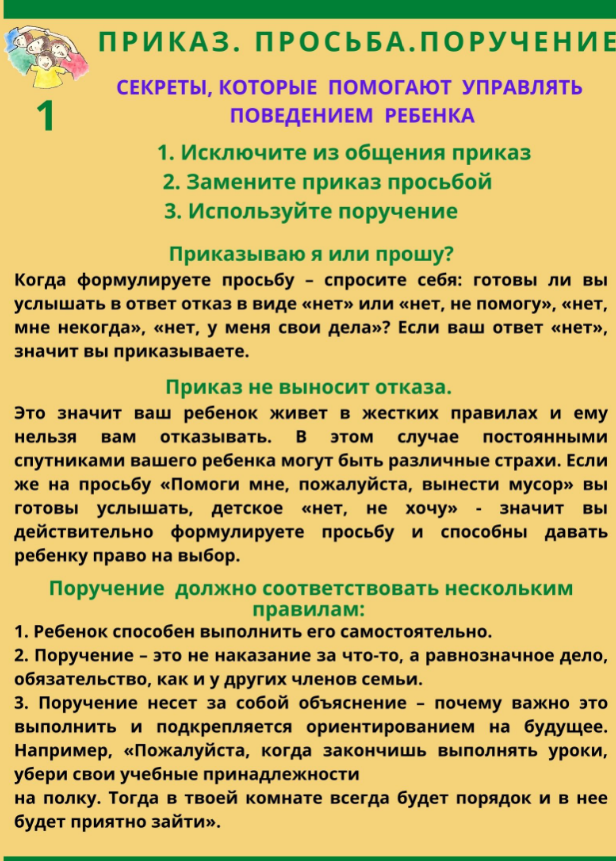 ПРИКАЗ. ПРОСЬБА.ПОРУЧЕНИЕ
СЕКРЕТЫ, КОТОРЫЕ ПОМОГАЮТ УПРАВЛЯТЬ
ПОВЕДЕНИЕМ РЕБЕНКА
1
1. Исключите из общения приказ
2. Замените приказ просьбой
3. Используйте поручение
Приказываю я или прошу?
Когда формулируете просьбу – спросите себя: готовы ли вы
услышать в ответ отказ в виде «нет» или «нет, не помогу», «нет,
мне некогда», «нет, у меня свои дела»? Если ваш ответ «нет»,
значит вы приказываете.
Приказ не выносит отказа.
Это значит ваш ребенок живет в жестких правилах и ему
нельзя вам отказывать. В этом случае постоянными
спутниками вашего ребенка могут быть различные страхи. Если
же на просьбу «Помоги мне, пожалуйста, вынести мусор» вы
готовы услышать, детское «нет, не хочу» - значит вы
действительно формулируете просьбу и способны давать
ребенку право на выбор.
Поручение должно соответствовать нескольким
правилам:
1. Ребенок способен выполнить его самостоятельно.
2. Поручение – это не наказание за что-то, а равнозначное дело,
обязательство, как и у других членов семьи.
3. Поручение несет за собой объяснение – почему важно это
выполнить и подкрепляется ориентированием на будущее.
Например, «Пожалуйста, когда закончишь выполнять уроки,
убери свои учебные принадлежности
на полку. Тогда в твоей комнате всегда будет порядок и в нее
будет приятно зайти».